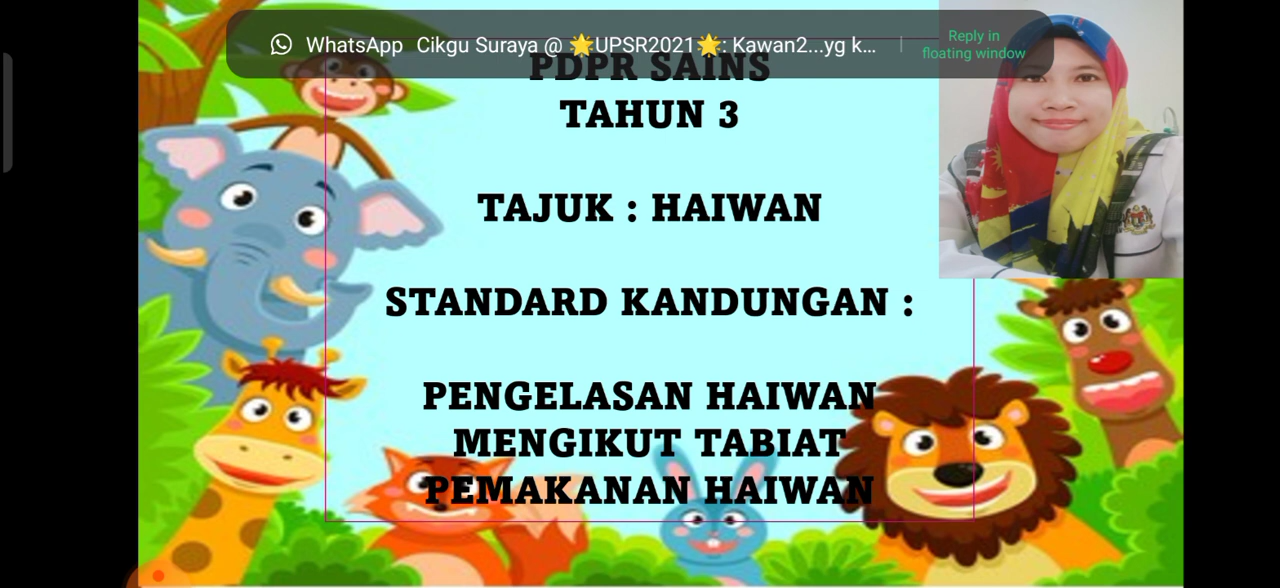 WhatsApp Cikgu Suraya @ 🌟UPSR2021🌟: Kawan2...yg k...
Reply in
floating window
PDPR SAINS
TAHUN 3
TAJUK : HAIWAN
STANDARD KANDUNGAN :
PENGELASAN HAIWAN
MENGIKUT TABIAT
PEMAKANAN HAIWAN